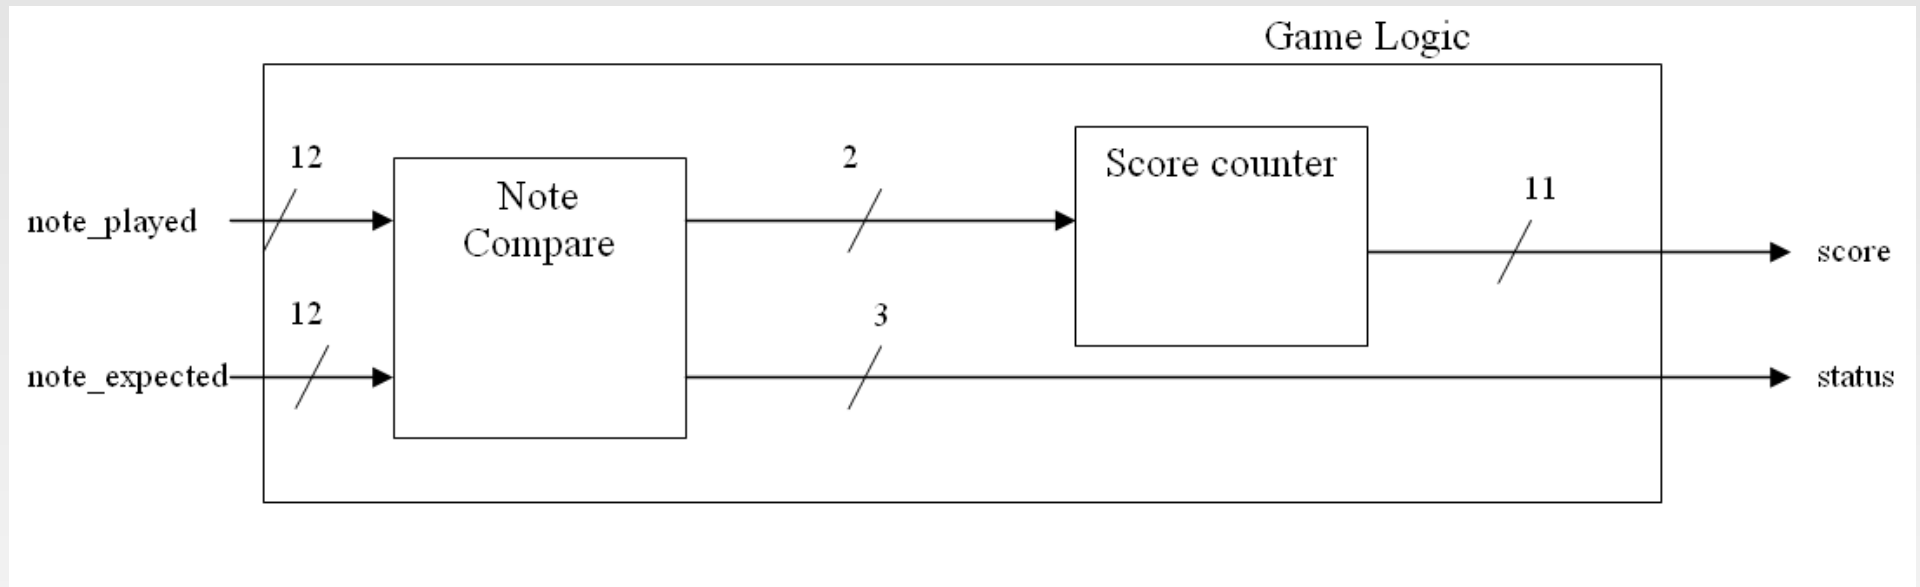 Game Logic
12
2
Score counter
11
Note
Compare
note_played
score
12
3
note_expected
status